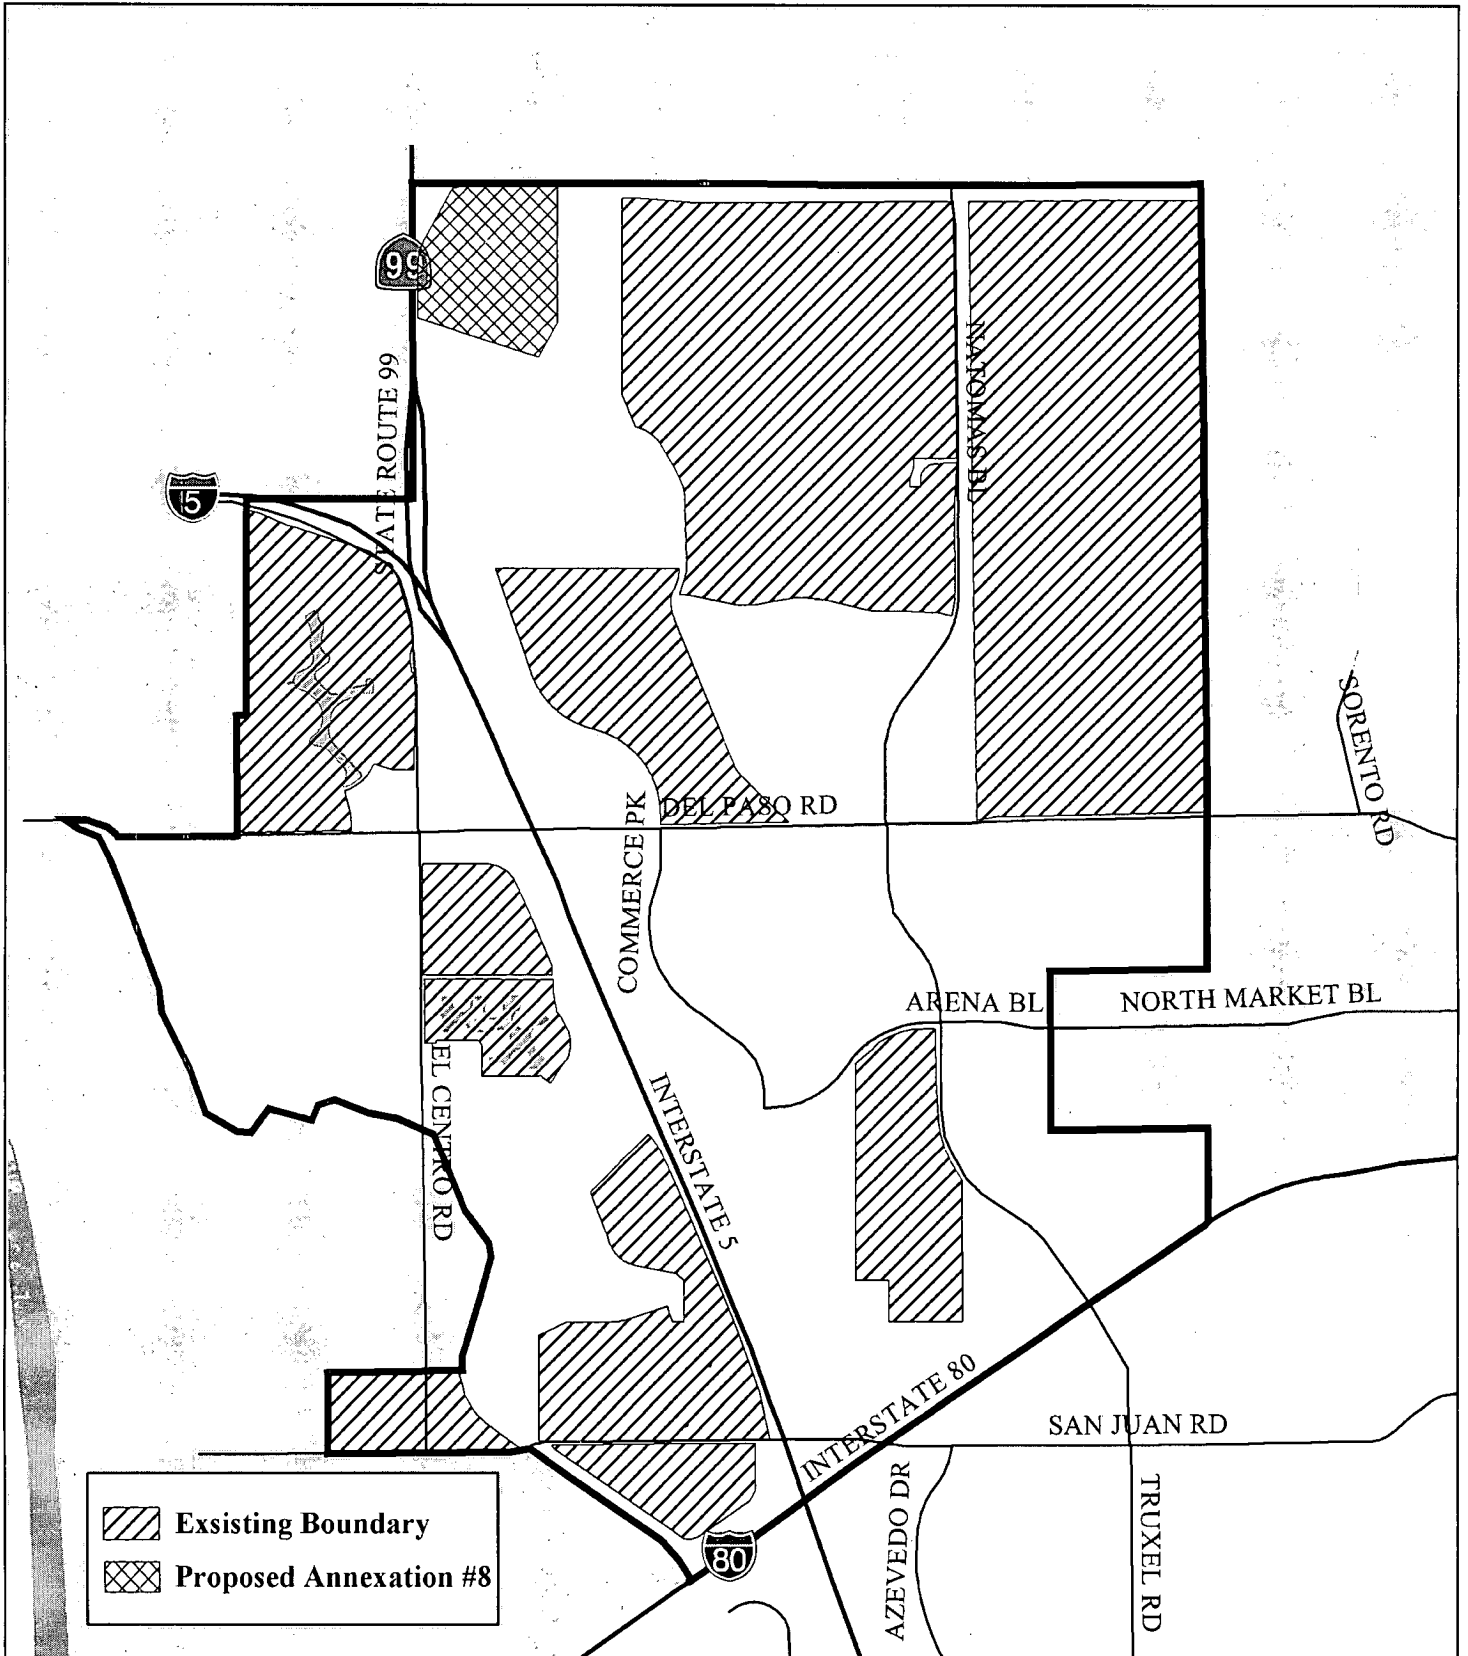 99
STATE ROUTE 99
NATOMAS BL
5
SORENTO RD
DEL PASO RD
COMMERCE PK
ARENA BL
NORTH MARKET BL
EL CENTRO RD
INTERSTATE 5
INTERSTATE 80
SAN JUAN RD
AZEVEDO DR
TRUXEL RD
80
Exsisting Boundary
Proposed Annexation #8